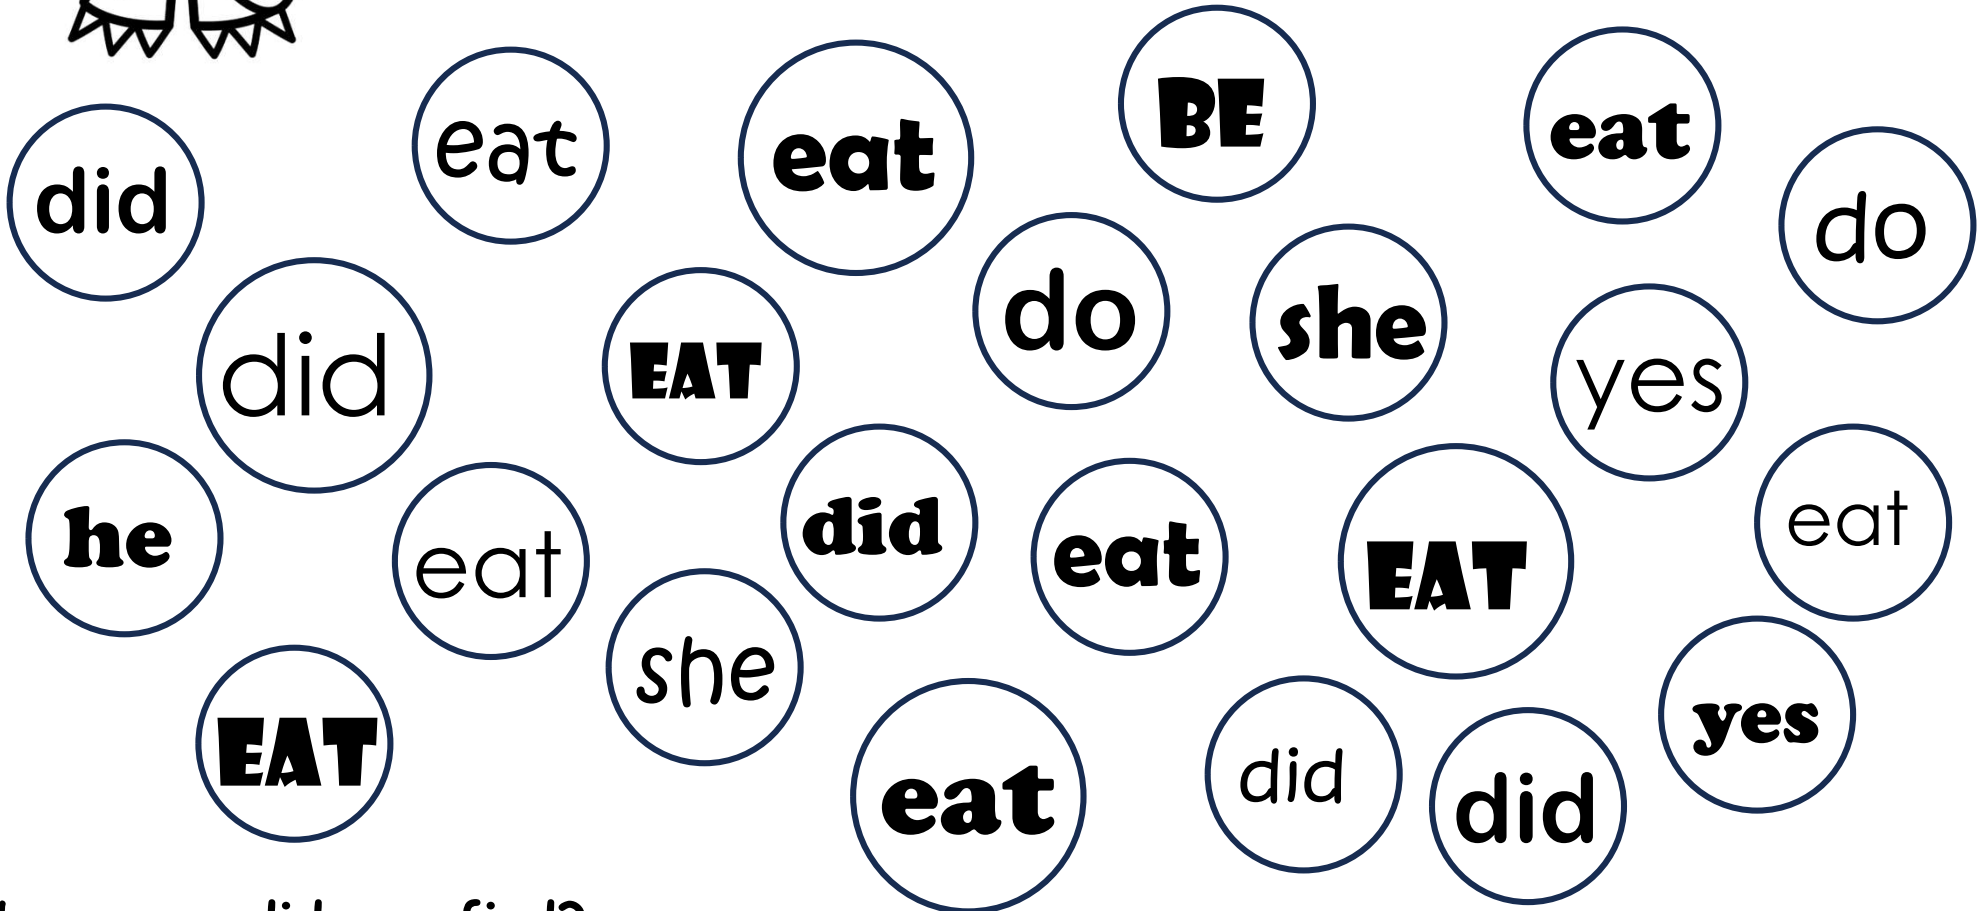 BE
eat
eat
eat
did
do
do
she
did
EAT
yes
he
eat
did
eat
EAT
eat
she
EAT
eat
did
did
yes